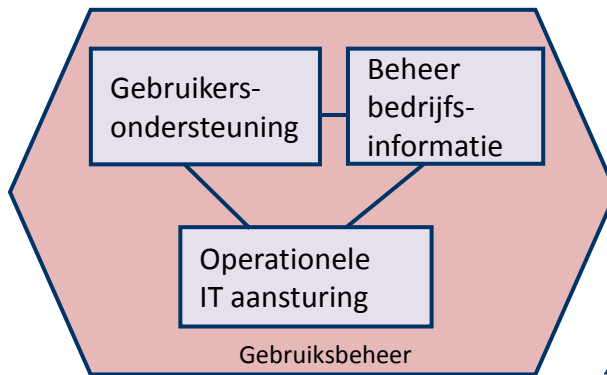 Gebruikers-
ondersteuning
Beheer
bedrijfs-
informatie
Operationele
IT aansturing
Gebruiksbeheer